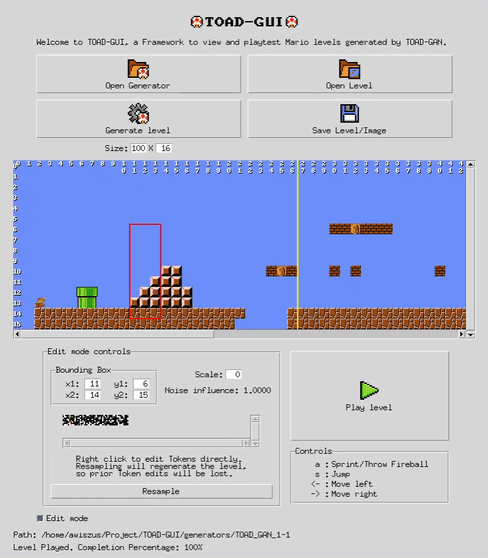 TOAD-GUI
Welcome to TOAD-GUI, a Framework to view and playtest Mario levels generated by TOAD-GAN.
Open Generator
Open Level
Generate level
Save Level/Image
Size: 100 X 16
Edit mode controls
Bounding Box
x1: 11 y1: 6
x2: 14 y2: 15
Scale: 0
Noise influence: 1.0000
Right click to edit Tokens directly.
Resampling will regenerate the level,
so prior Token edits will be lost.
Resample
Play level
Controls
a : Sprint/Throw Fireball
s : Jump
<- : Move left
-> : Move right
Edit mode
Path: /home/awiszus/Project/TOAD-GUI/generators/TOAD_GAN_1-1
Level Played. Completion Percentage: 100%